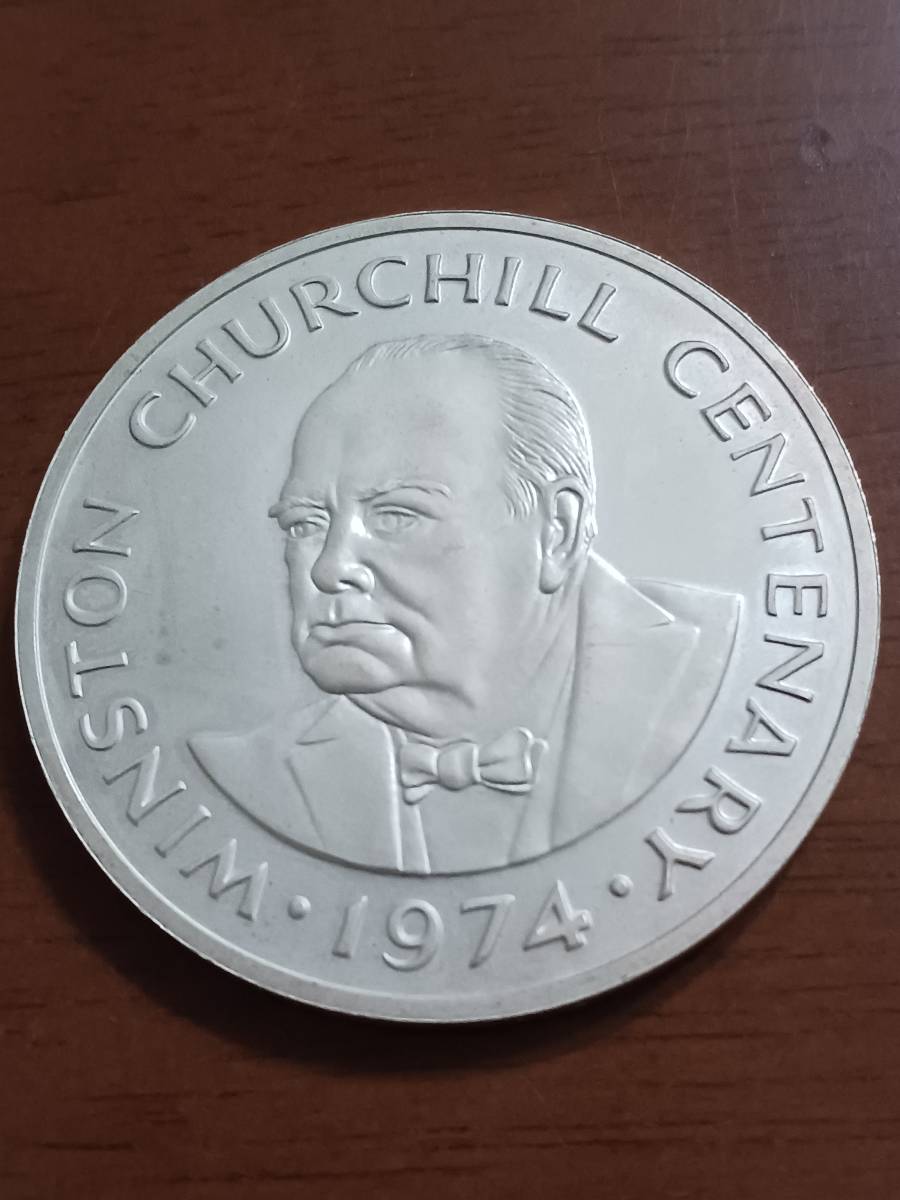 WINSTON CHURCHILL CENTENARY
· 1974 ·